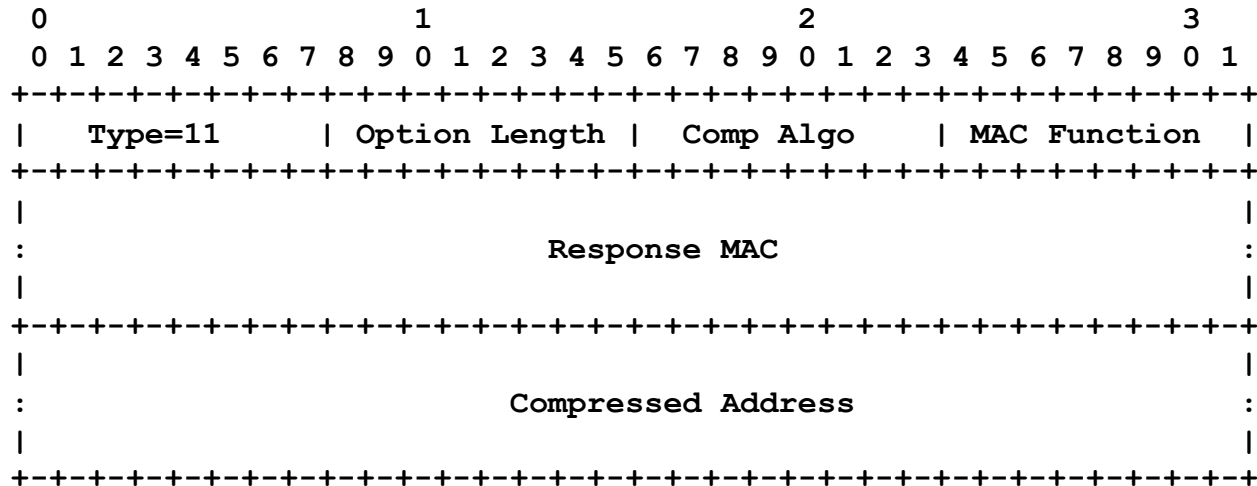 0                   1                   2                   3
 0 1 2 3 4 5 6 7 8 9 0 1 2 3 4 5 6 7 8 9 0 1 2 3 4 5 6 7 8 9 0 1
+-+-+-+-+-+-+-+-+-+-+-+-+-+-+-+-+-+-+-+-+-+-+-+-+-+-+-+-+-+-+-+-+
|   Type=11     | Option Length |  Comp Algo    | MAC Function  |
+-+-+-+-+-+-+-+-+-+-+-+-+-+-+-+-+-+-+-+-+-+-+-+-+-+-+-+-+-+-+-+-+
|                                                               |
:                           Response MAC                        :
|                                                               |
+-+-+-+-+-+-+-+-+-+-+-+-+-+-+-+-+-+-+-+-+-+-+-+-+-+-+-+-+-+-+-+-+
|                                                               |
:                         Compressed Address                    :
|                                                               |
+-+-+-+-+-+-+-+-+-+-+-+-+-+-+-+-+-+-+-+-+-+-+-+-+-+-+-+-+-+-+-+-+